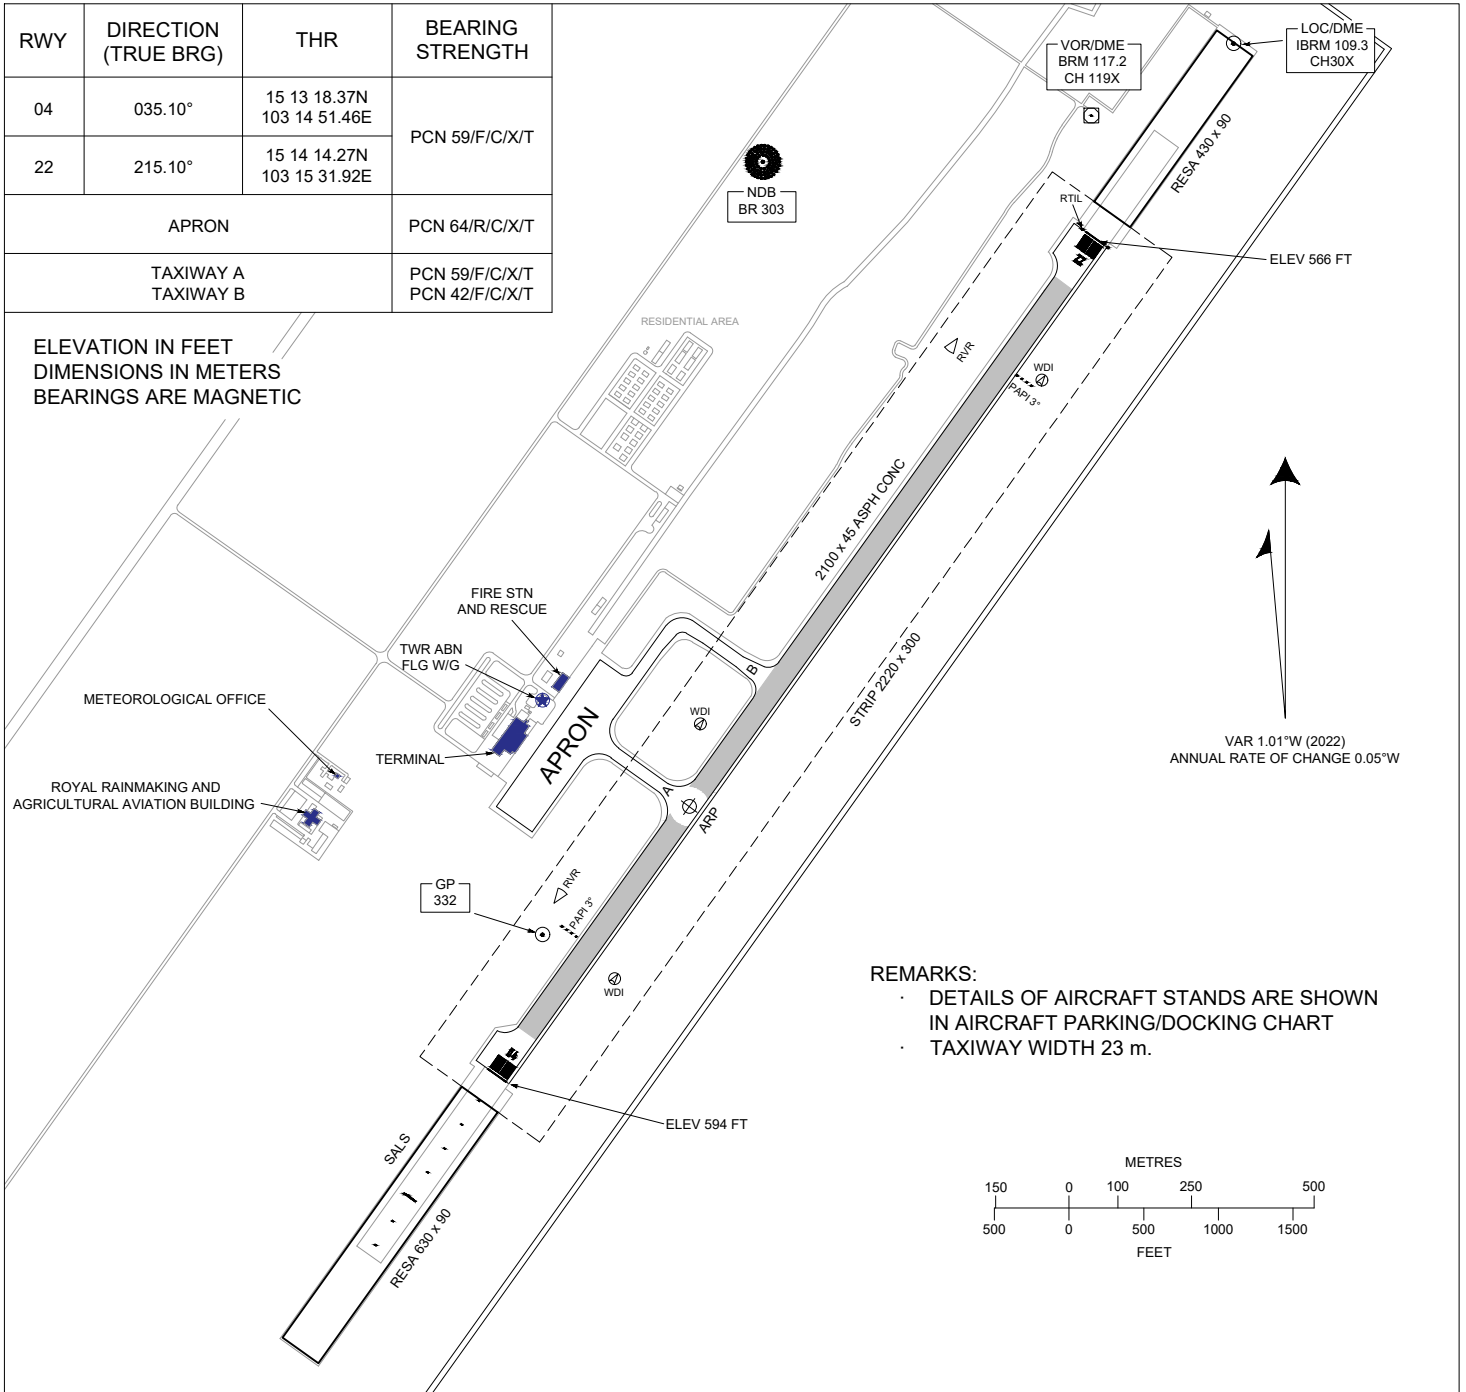 RWY
DIRECTION
(TRUE BRG)
THR
BEARING
STRENGTH
04
035.10°
15 13 18.37N
103 14 51.46E
PCN 59/F/C/X/T
22
215.10°
15 14 14.27N
103 15 31.92E
APRON
PCN 64/R/C/X/T
TAXIWAY A
TAXIWAY B
PCN 59/F/C/X/T
PCN 42/F/C/X/T
ELEVATION IN FEET
DIMENSIONS IN METERS
BEARINGS ARE MAGNETIC
LOC/DME
IBRM 109.3
CH30X
VOR/DME
BRM 117.2
CH 119X
RESA 430 x 90
NDB
BR 303
RTIL
22
ELEV 566 FT
RESIDENTIAL AREA
RVR
WDI
PAPI 3°
2100 x 45 ASPH CONC
STRIP 2220 x 300
FIRE STN
AND RESCUE
TWR ABN
FLG W/G
METEOROLOGICAL OFFICE
TERMINAL
ROYAL RAINMAKING AND
AGRICULTURAL AVIATION BUILDING
APRON
B
WDI
A
ARP
VAR 1.01°W (2022)
ANNUAL RATE OF CHANGE 0.05°W
GP
332
RVR
PAPI 3°
WDI
REMARKS:
· DETAILS OF AIRCRAFT STANDS ARE SHOWN
IN AIRCRAFT PARKING/DOCKING CHART
· TAXIWAY WIDTH 23 m.
04
ELEV 594 FT
SALS
RESA 630 x 90
METRES
150 0 100 250 500
500 0 500 1000 1500
FEET